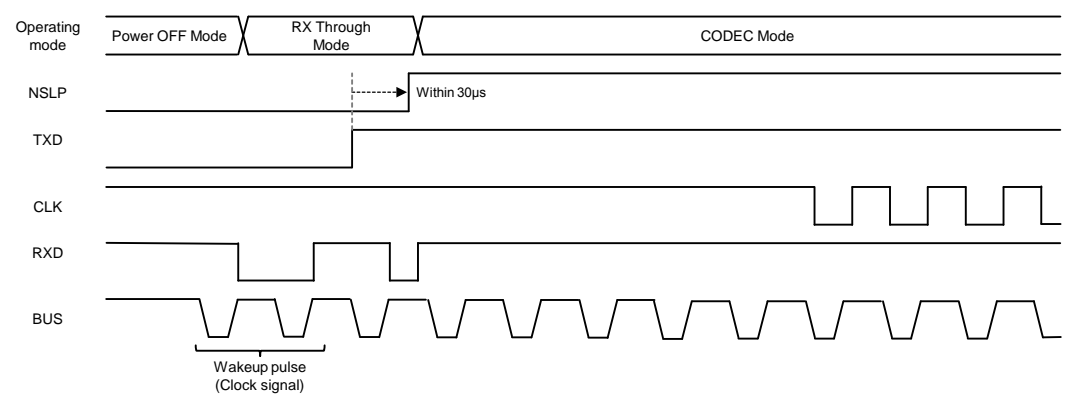 Operating
mode
Power OFF Mode
RX Through
Mode
CODEC Mode
NSLP
Within 30μs
TXD
CLK
RXD
BUS
Wakeup pulse
(Clock signal)